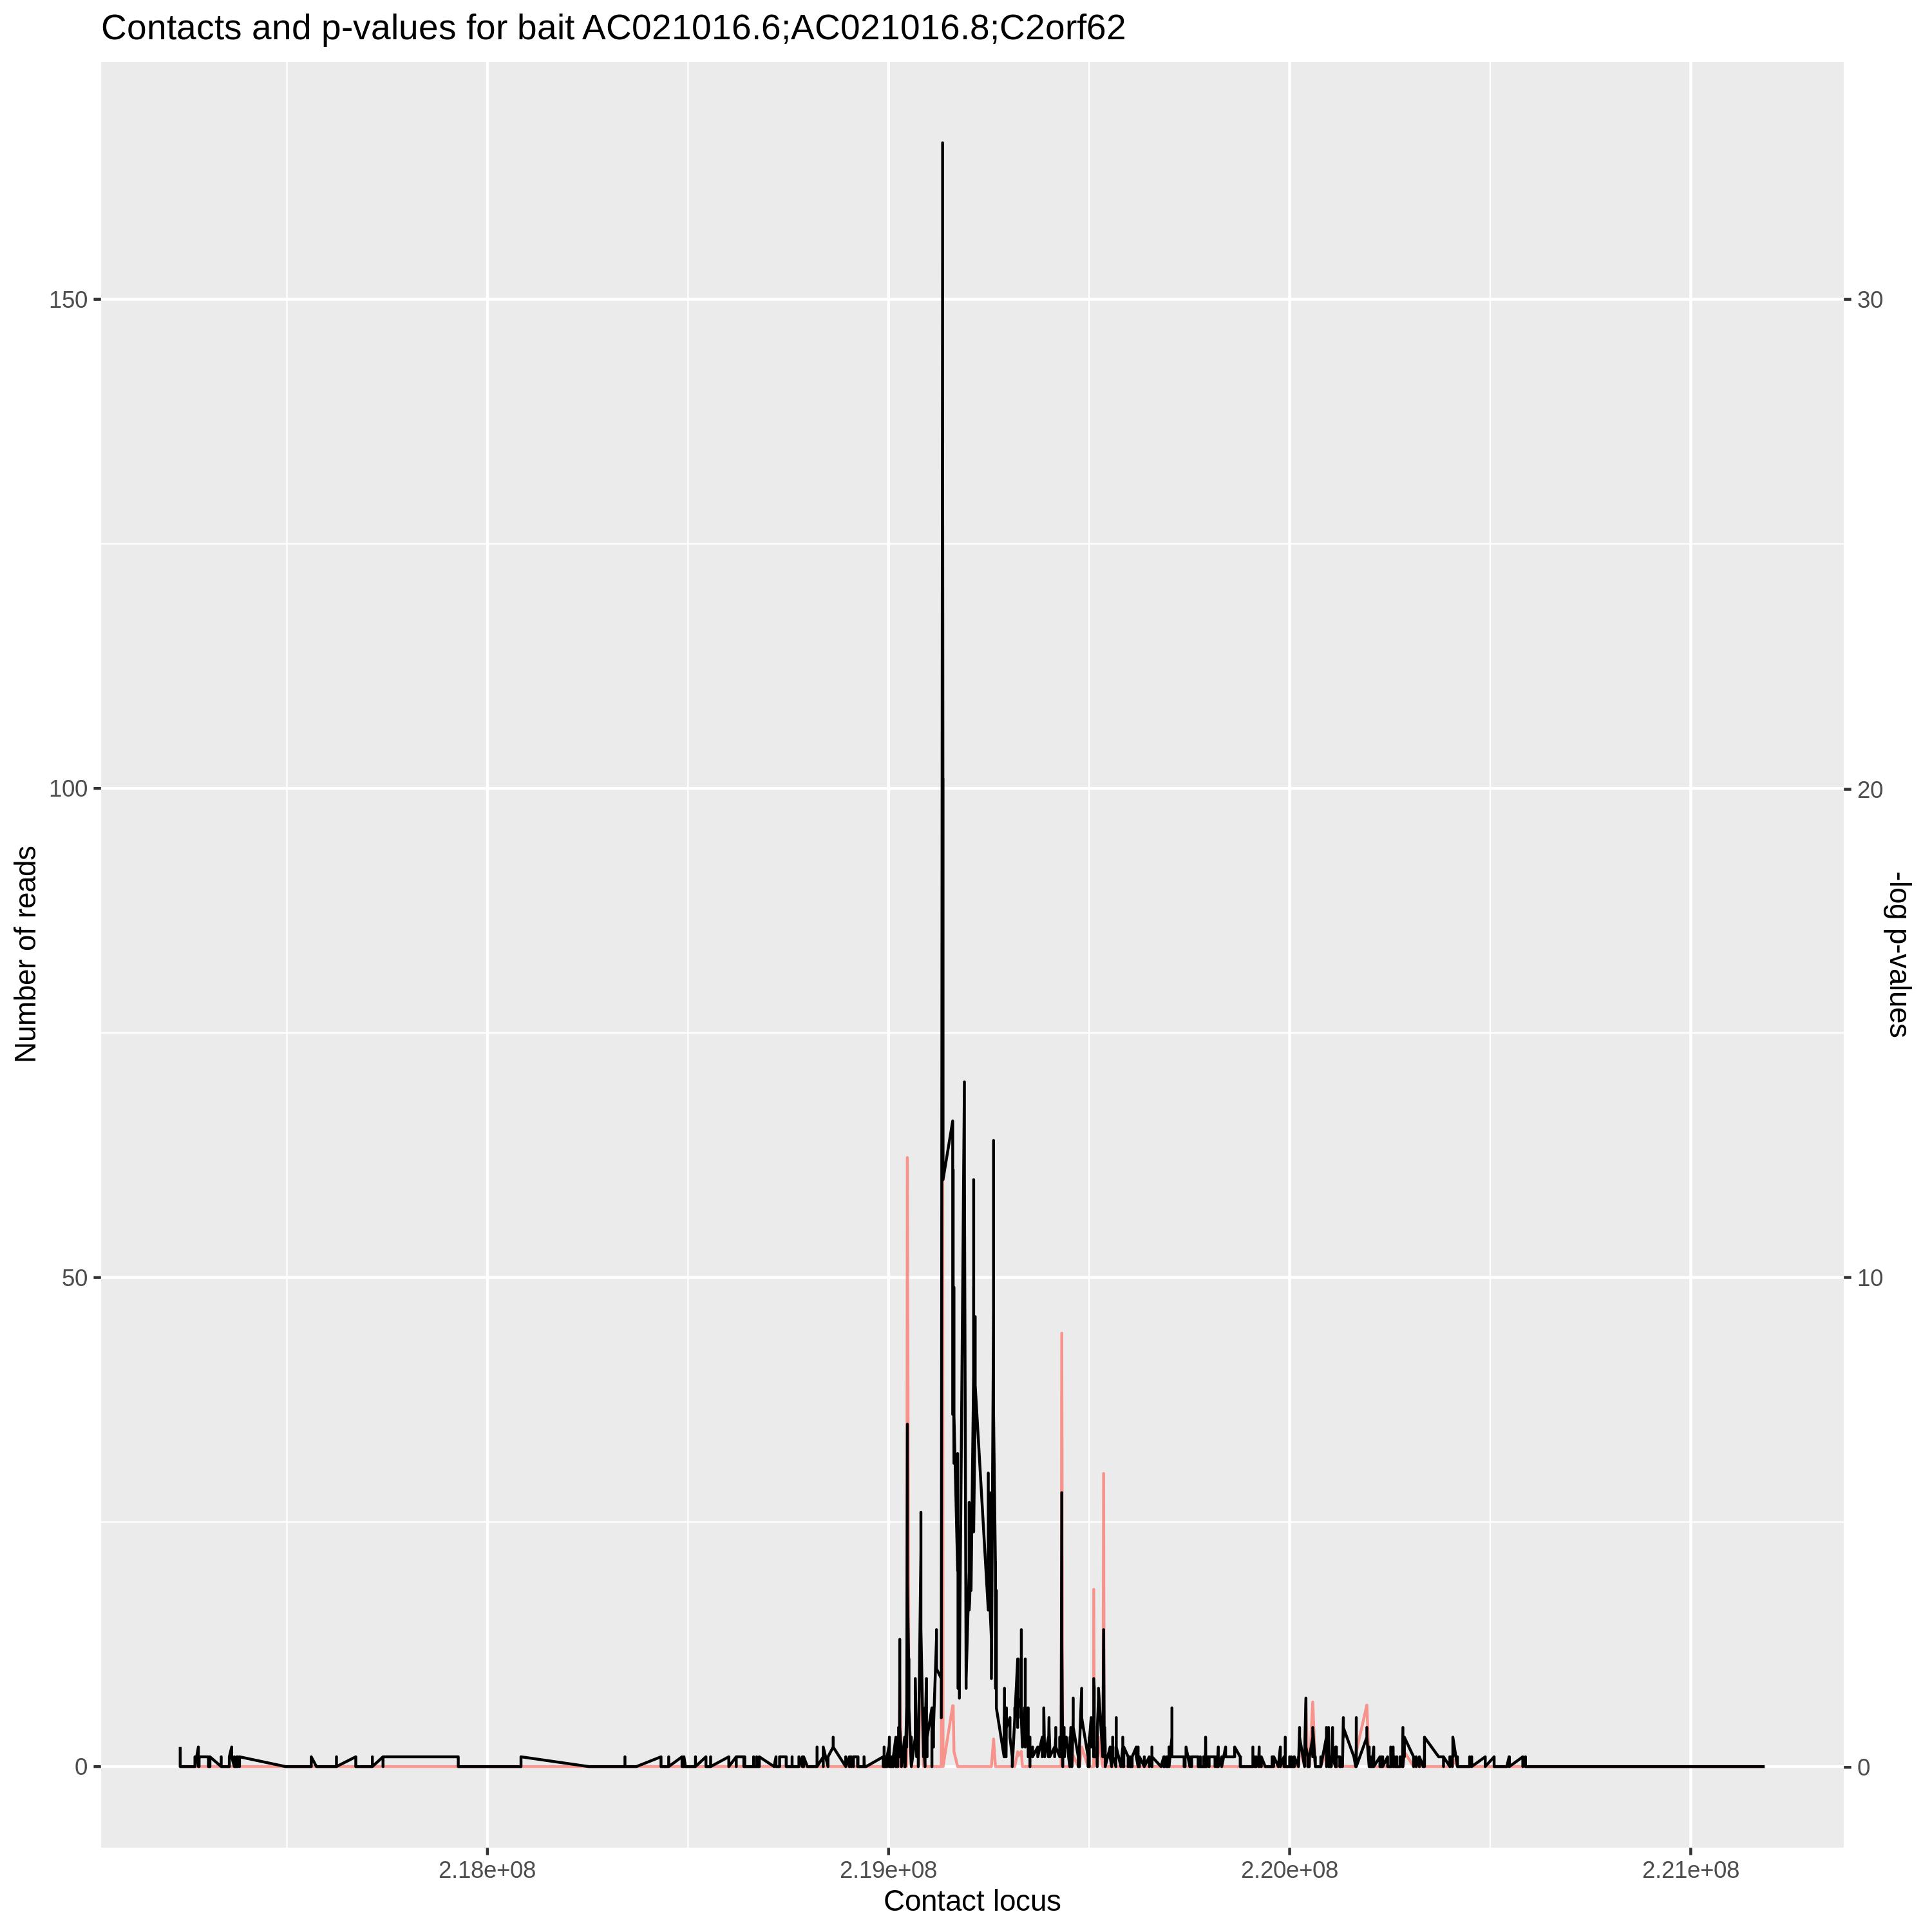 Contacts and p-values for bait AC021016.6;AC021016.8;C2orf62
150
100
50
0
Number of reads
30
20
10
0
-log p-values
2.18e+08 2.19e+08 2.20e+08 2.21e+08
Contact locus